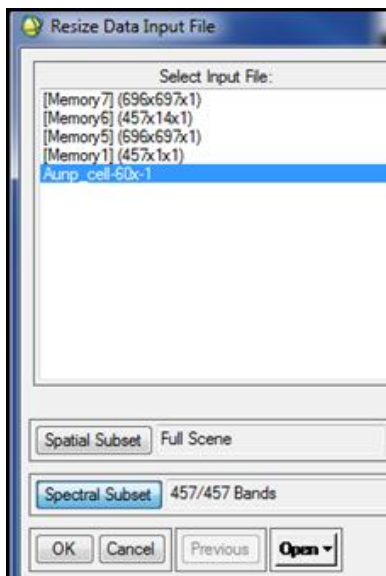 Resize Data Input File
Select Input File:
[Memory7] (696x697x1)
[Memory6] (457x14x1)
[Memory5] (696x697x1)
[Memory1] (457x1x1)
Aunp_cell-60x-1
Spatial Subset Full Scene
Spectral Subset 457/457 Bands
OK Cancel Previous Open